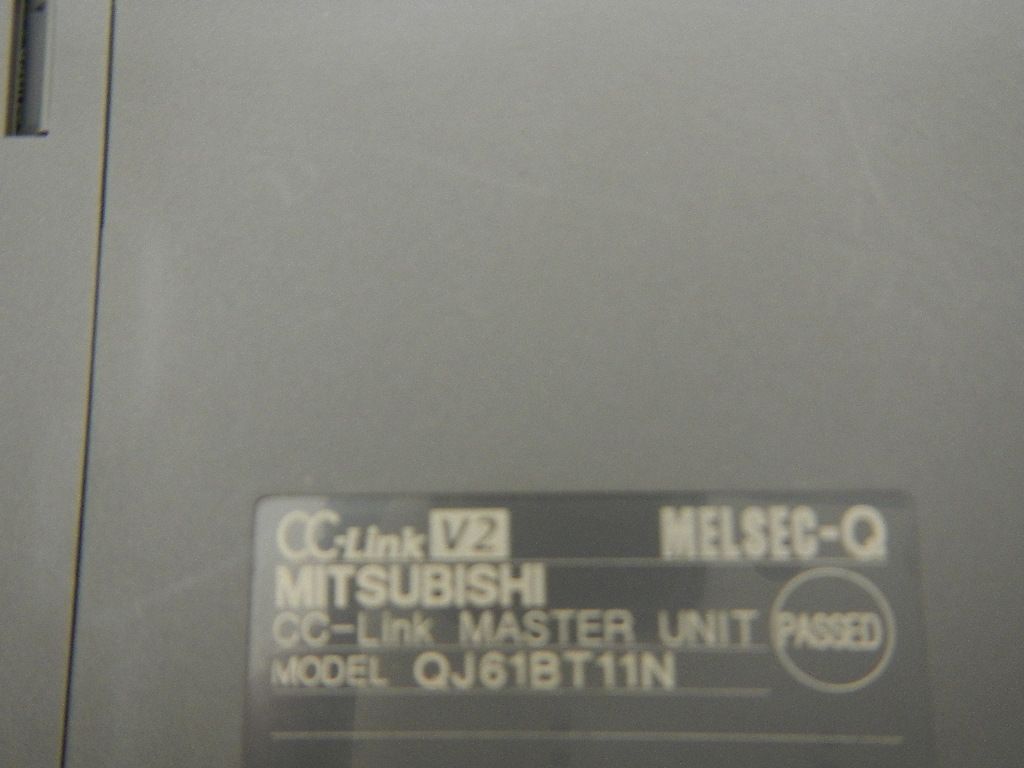 CC-Link V2 MELSEC-Q
MITSUBISHI
CC-Link MASTER UNIT
PASSED
MODEL QJ61BT11N